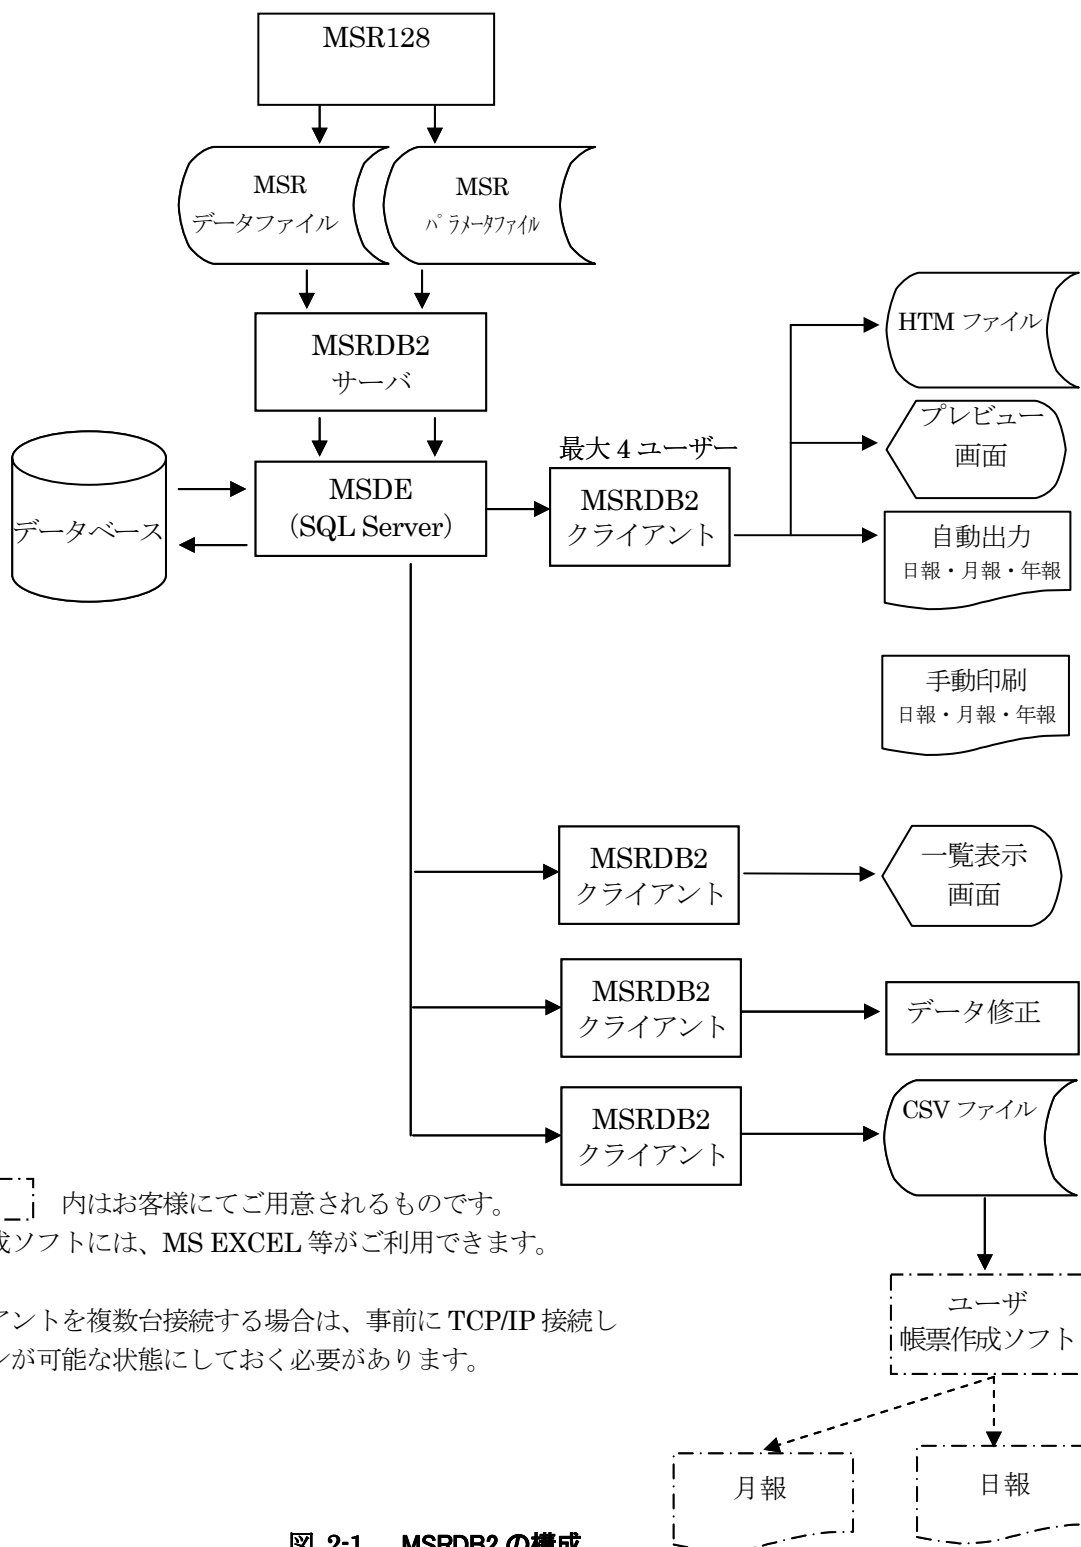 MSR128
MSR
データファイル
MSR
パラメータファイル
MSRDB2
サーバ
データベース
MSDE
(SQL Server)
最大 4 ユーザー
MSRDB2
クライアント
HTM ファイル
プレビュー
画面
自動出力
日報・月報・年報
手動印刷
日報・月報・年報
MSRDB2
クライアント
一覧表示
画面
MSRDB2
クライアント
データ修正
MSRDB2
クライアント
CSV ファイル
内はお客様にてご用意されるものです。
成ソフトには、MS EXCEL 等がご利用できます。
アントを複数台接続する場合は、事前に TCP/IP 接続し
ンが可能な状態にしておく必要があります。
ユーザ
帳票作成ソフト
月報
日報
図 2-1 MSRDB2 の構成